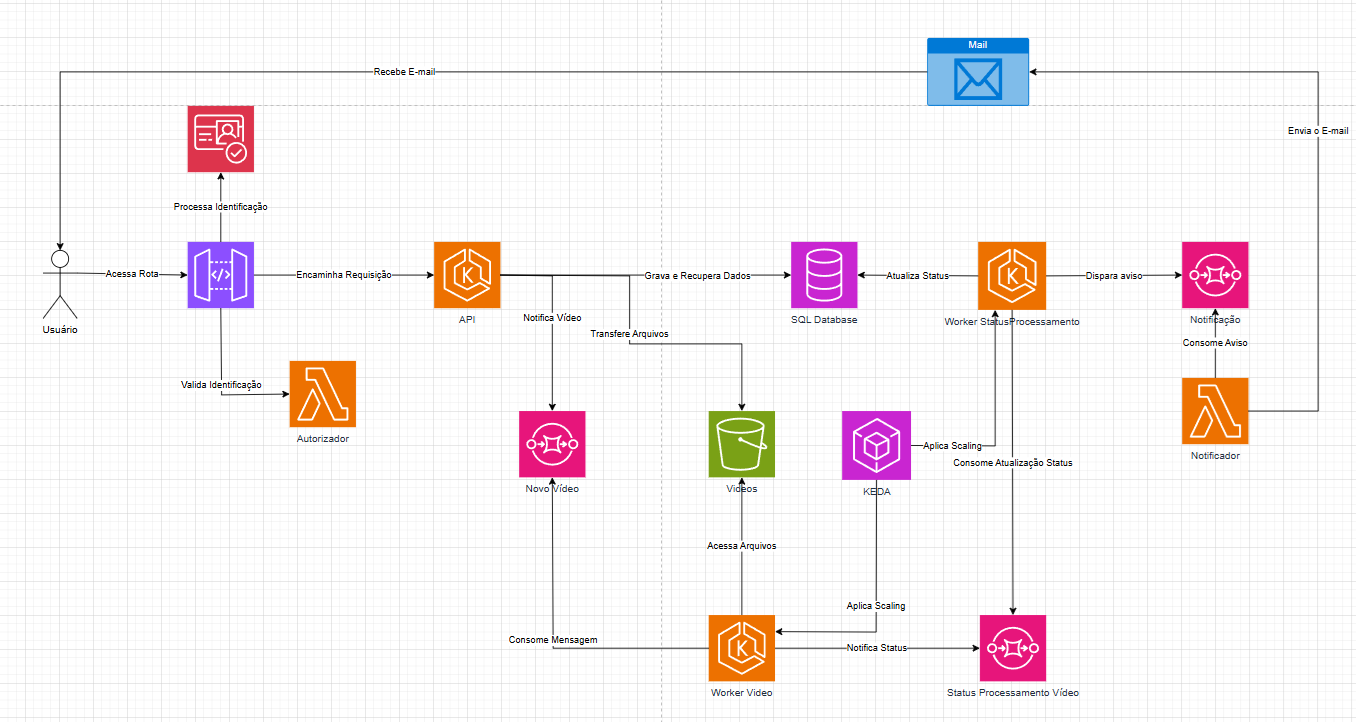 Mail
Recebe E-mail
Envia o E-mail
Processa Identificação
Acessa Rota
Encaminha Requisição
Grava e Recupera Dados
Atualiza Status
Dispara aviso
Usuário
API
Notifica Vídeo
SQL Database
Worker StatusProcessamento
Notificação
Transfere Arquivos
Consome Aviso
Valida Identificação
Autorizador
Aplica Scaling
Notificador
Consome Atualização Status
Novo Vídeo
Videos
KEDA
Acessa Arquivos
Aplica Scaling
Consome Mensagem
Notifica Status
Worker Video
Status Processamento Vídeo